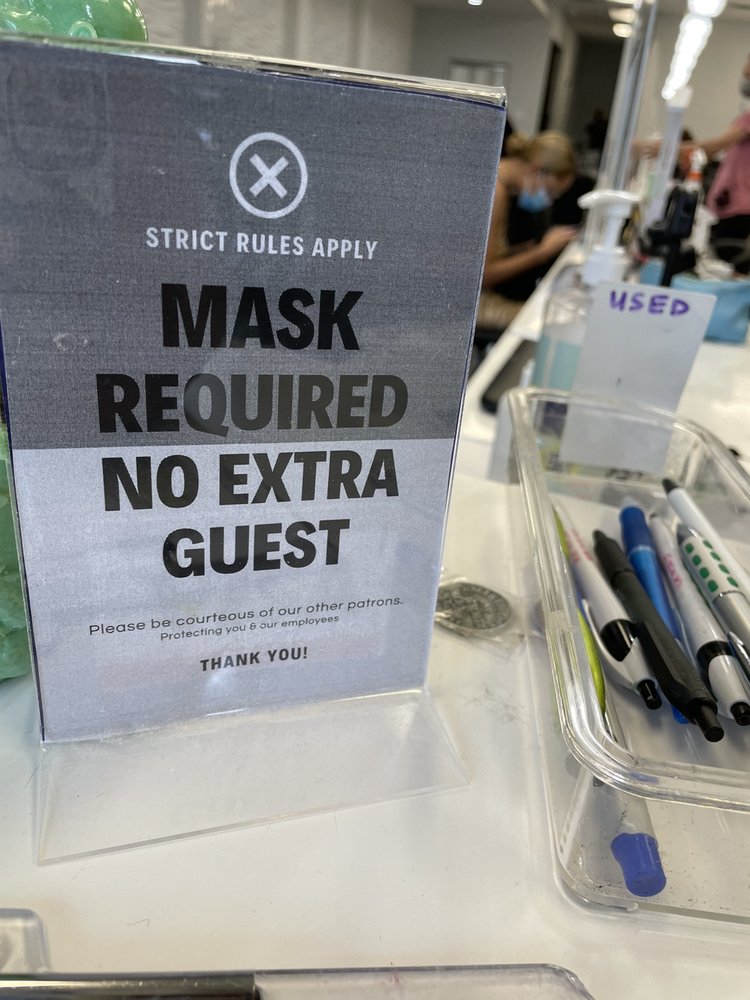 STRICT RULES APPLY
MASK
REQUIRED
NO EXTRA
GUEST
Please be courteous of our other patrons.
Protecting you & our employees
THANK YOU!
USED